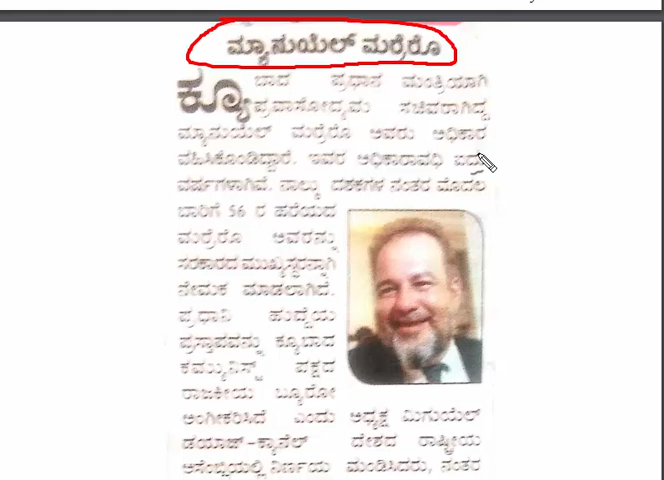 ಮ್ಯಾನುಯೆಲ್ ಮರ್ರೆರೊ
ಕ್ಯೂಬಾದ ಪ್ರಧಾನ ಮಂತ್ರಿಯಾಗಿ
ಪ್ರವಾಸೋದ್ಯಮ ಸಚಿವರಾಗಿದ್ದ
ಮ್ಯಾನುಯೆಲ್ ಮರ್ರೆರೊ ಅವರು ಅಧಿಕಾರ
ವಹಿಸಿಕೊಂಡಿದ್ದಾರೆ. ಇವರ ಅಧಿಕಾರಾವಧಿ ಐದು
ವರ್ಷಗಳಾಗಿವೆ. ನಾಲ್ಕು ದಶಕಗಳ ನಂತರ ಮೊದಲ
ಬಾರಿಗೆ 56 ರ ಹರೆಯದ
ಮರ್ರೆರೊ ಅವರನ್ನು
ಸರಕಾರದ ಮುಖ್ಯಸ್ಥರನ್ನಾಗಿ
ನೇಮಕ ಮಾಡಲಾಗಿದೆ.
ಪ್ರಧಾನಿ ಹುದ್ದೆಯ
ಪ್ರಸ್ತಾಪವನ್ನು ಕ್ಯೂಬಾದ
ಕಮ್ಯುನಿಸ್ಟ್ ಪಕ್ಷದ
ರಾಜಕೀಯ ಬ್ಯೂರೋ
ಅಂಗೀಕರಿಸಿದೆ ಎಂದು ಅಧ್ಯಕ್ಷ ಮಿಗುಯೆಲ್
ಡಯಾಜ್-ಕ್ಯಾನೆಲ್ ದೇಶದ ರಾಷ್ಟ್ರೀಯ
ಅಸೆಂಬ್ಲಿಯಲ್ಲಿ ನಿರ್ಣಯ ಮಂಡಿಸಿದರು, ನಂತರ